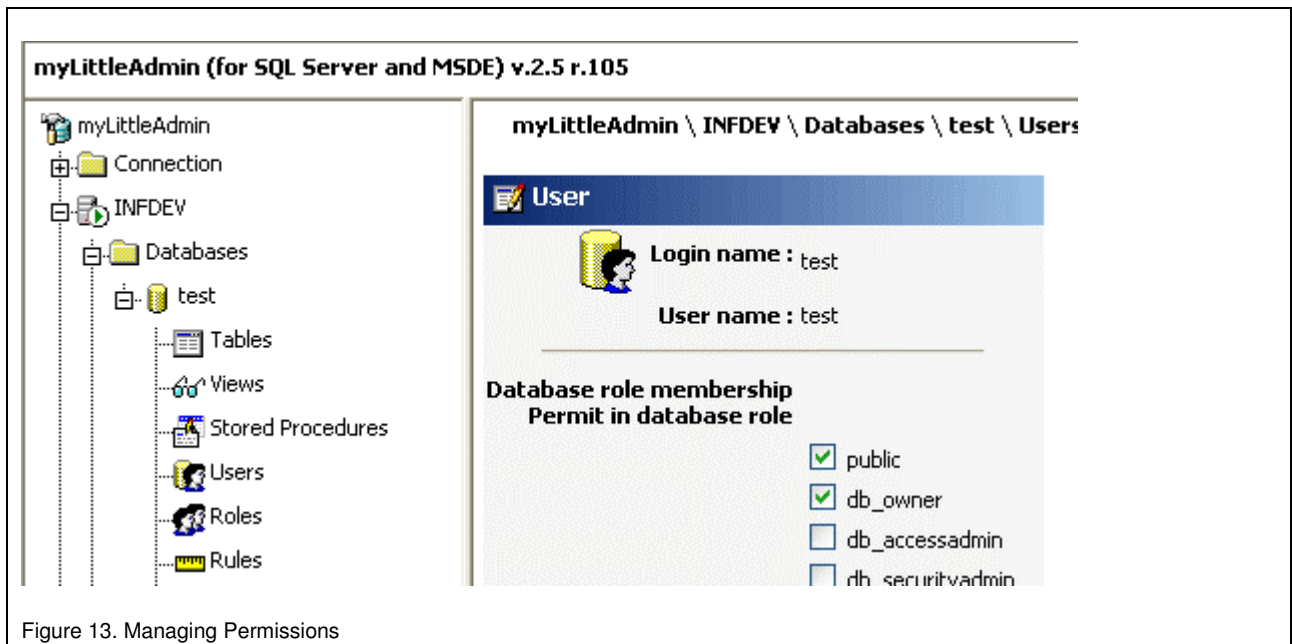 myLittleAdmin (for SQL Server and MSDE) v.2.5 r.105
myLittleAdmin
Connection
INFDEV
Databases
test
Tables
Views
Stored Procedures
Users
Roles
Rules
myLittleAdmin \ INFDEV \ Databases \ test \ Users
User
Login name : test
User name : test
Database role membership
Permit in database role
public
db_owner
db_accessadmin
db_securityadmin
Figure 13. Managing Permissions